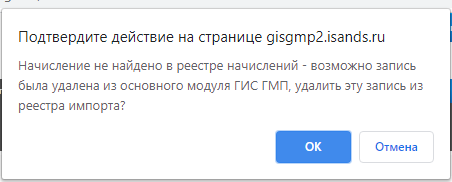 Подтвердите действие на странице gisgmp2.isands.ru
Начисление не найдено в реестре начислений - возможно запись
была удалена из основного модуля ГИС ГМП, удалить эту запись из
реестра импорта?
ОК
Отмена